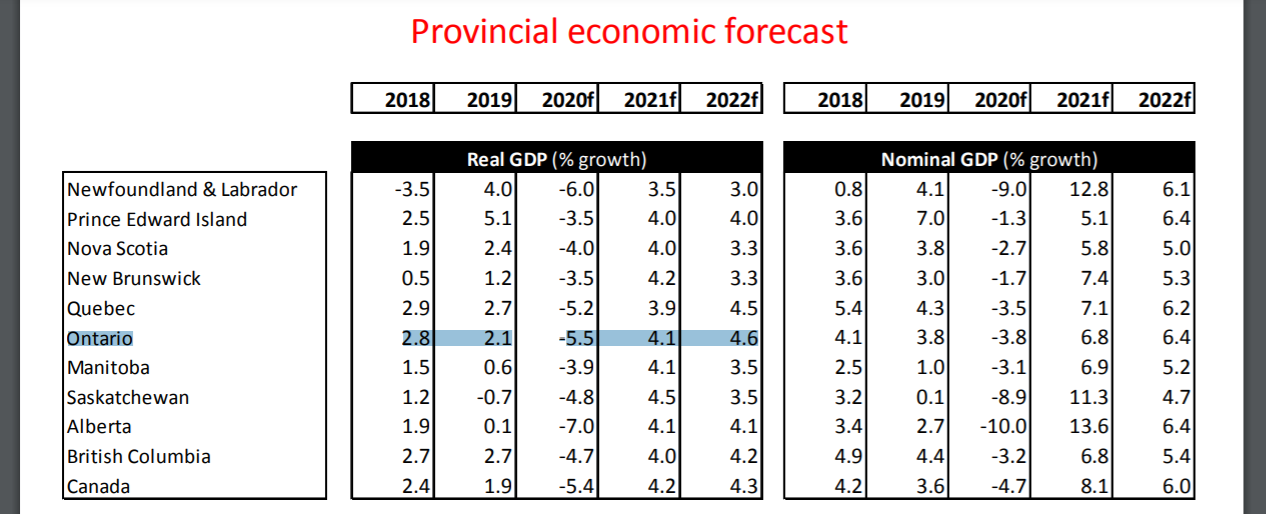 Provincial economic forecast
2018 2019 2020f 2021f 2022f 2018 2019 2020f 2021f 2022f
Real GDP (% growth) Nominal GDP (% growth)
Newfoundland & Labrador -3.5 4.0 -6.0 3.5 3.0 0.8 4.1 -9.0 12.8 6.1
Prince Edward Island 2.5 5.1 -3.5 4.0 4.0 3.6 7.0 -1.3 5.1 6.4
Nova Scotia 1.9 2.4 -4.0 4.0 3.3 3.6 3.8 -2.7 5.8 5.0
New Brunswick 0.5 1.2 -3.5 4.2 3.3 3.6 3.0 -1.7 7.4 5.3
Quebec 2.9 2.7 -5.2 3.9 4.5 5.4 4.3 -3.5 7.1 6.2
Ontario 2.8 2.1 -5.5 4.1 4.6 4.1 3.8 -3.8 6.8 6.4
Manitoba 1.5 0.6 -3.9 4.1 3.5 2.5 1.0 -3.1 6.9 5.2
Saskatchewan 1.2 -0.7 -4.8 4.5 3.5 3.2 0.1 -8.9 11.3 4.7
Alberta 1.9 0.1 -7.0 4.1 4.1 3.4 2.7 -10.0 13.6 6.4
British Columbia 2.7 2.7 -4.7 4.0 4.2 4.9 4.4 -3.2 6.8 5.4
Canada 2.4 1.9 -5.4 4.2 4.3 4.2 3.6 -4.7 8.1 6.0